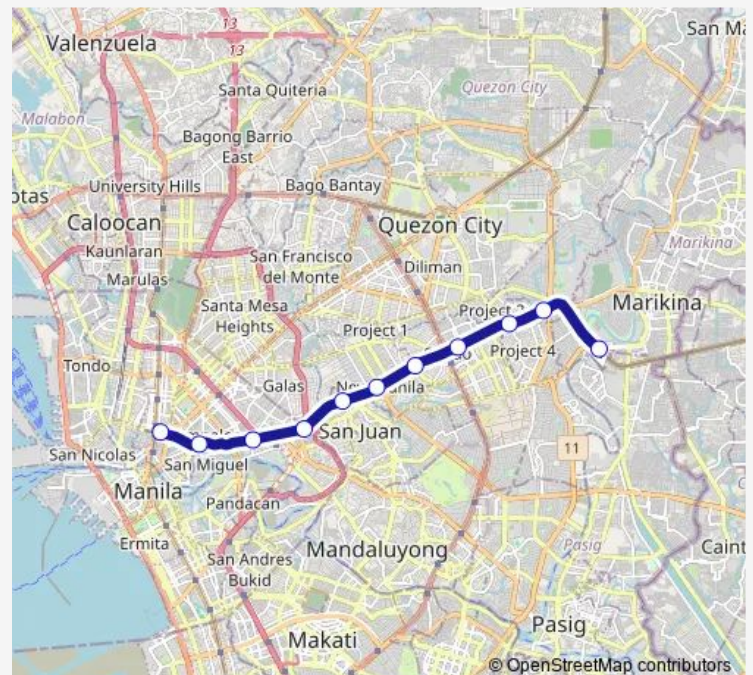 13
13
San Ma
Valenzuela
Santa Quiteria
Quezon City
Malabon
Bagong Barrio
East
University Hills
Bago Bantay
otas
Caloocan
Quezon City
Marikina
Kaunlaran
San Francisco
del Monte
Diliman
Marulas
Santa Mesa
Heights
Marikina
Project 1
Project 4
Tondo
Galas
San Juan
San Nicolas
San Miguel
11
Manila
Pandacan
Ermita
Pasig
Caint
San Andres
Bukid
Mandaluyong
Makati
Pasig
© OpenStreetMap contributors